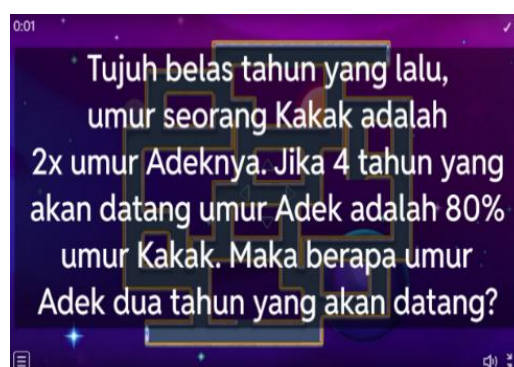 0:01
Tujuh belas tahun yang lalu,
umur seorang Kakak adalah
2x umur Adeknya. Jika 4 tahun yang
akan datang umur Adek adalah 80%
umur Kakak. Maka berapa umur
Adek dua tahun yang akan datang?